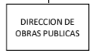 DIRECCION DE
OBRAS PUBLICAS